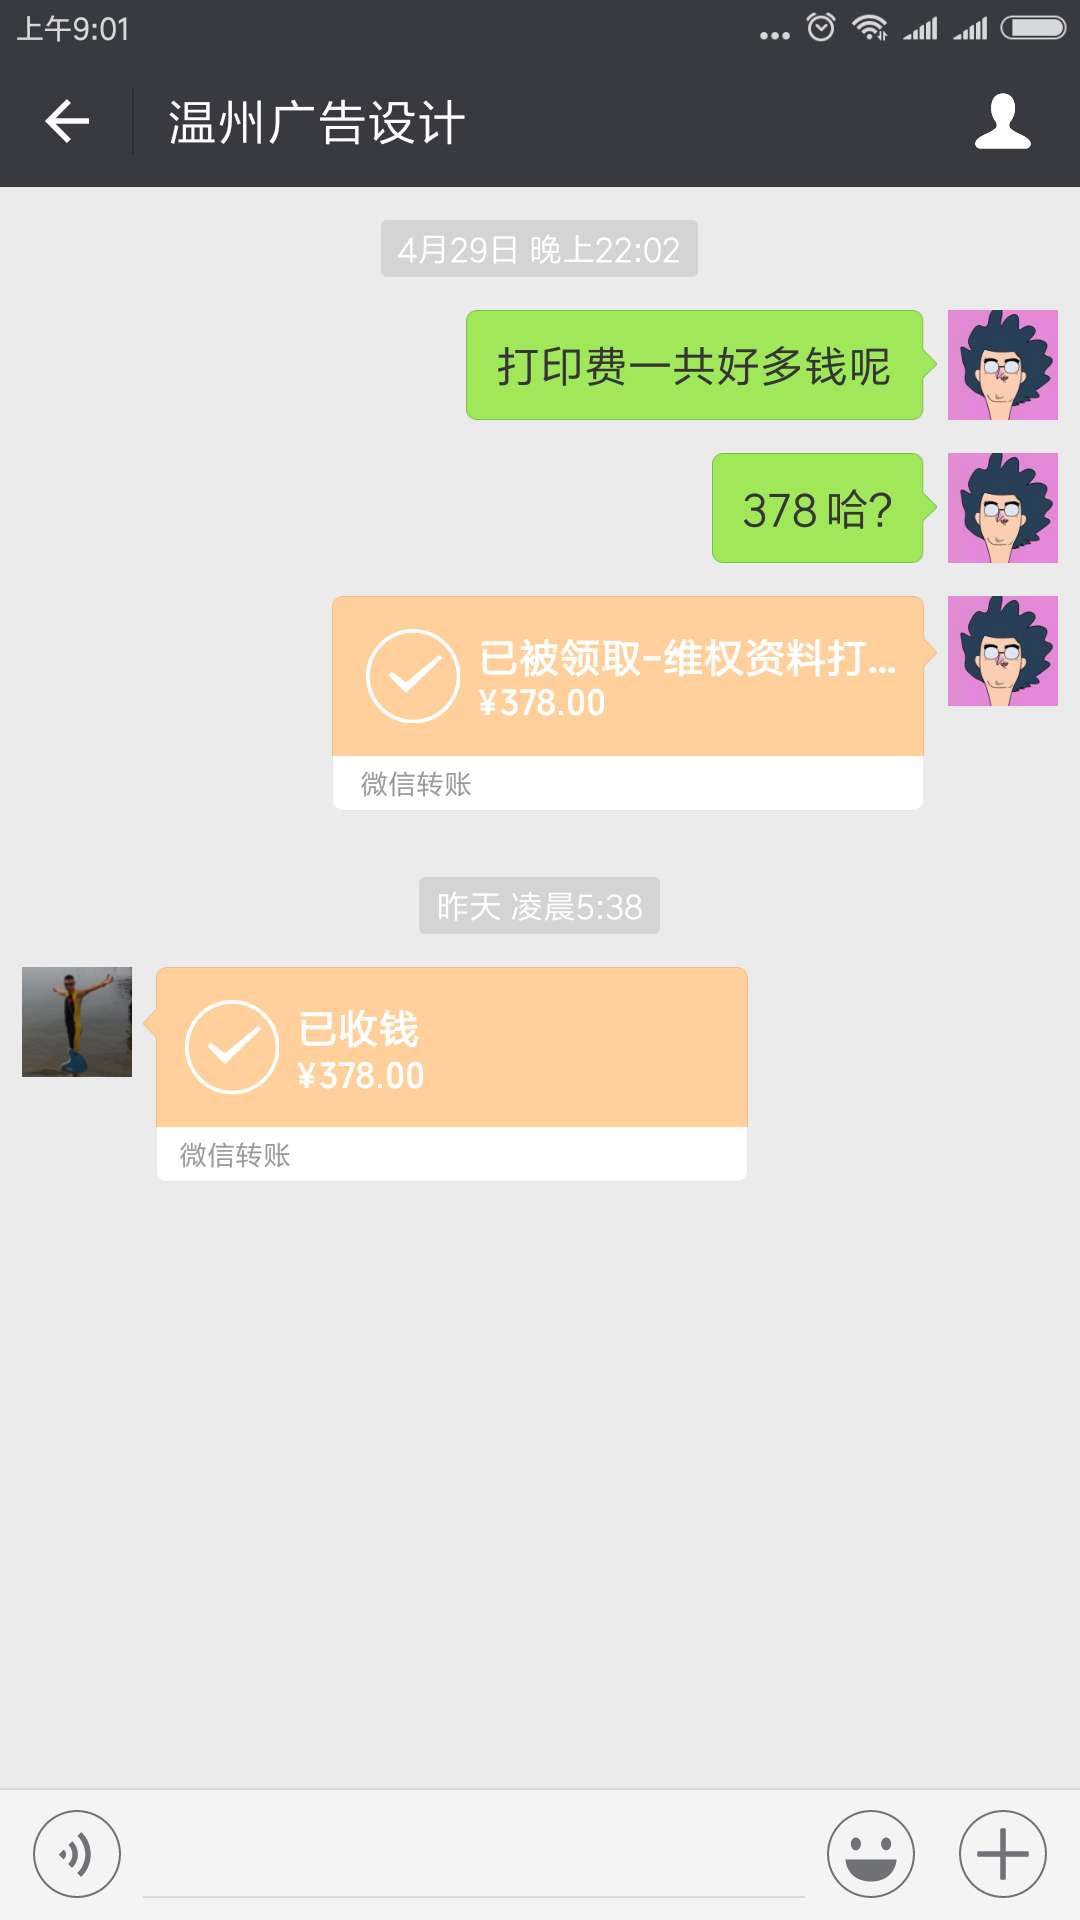 上午9:01
温州广告设计
4月29日 晚上22:02
打印费一共好多钱呢
378 哈?
已被领取-维权资料打...
¥378.00
微信转账
昨天 凌晨5:38
已收钱
¥378.00
微信转账